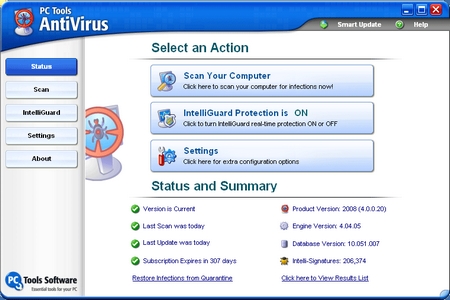 PC Tools
AntiVirus
Smart Update
Help
Status
Scan
IntelliGuard
Settings
About
Select an Action
Scan Your Computer
Click here to scan your computer for infections now!
IntelliGuard Protection is ON
Click to turn IntelliGuard real-time protection ON or OFF
Settings
Click here for extra configuration options
Status and Summary
Version is Current
Product Version: 2008 (4.0.0.20)
Last Scan was today
Engine Version: 4.04.05
Last Update was today
Database Version: 10.051.007
Subscription Expires in 307 days
Intelli-Signatures: 206,374
Restore Infections from Quarantine
Click here to View Results List
PC Tools Software
Essential tools for your PC